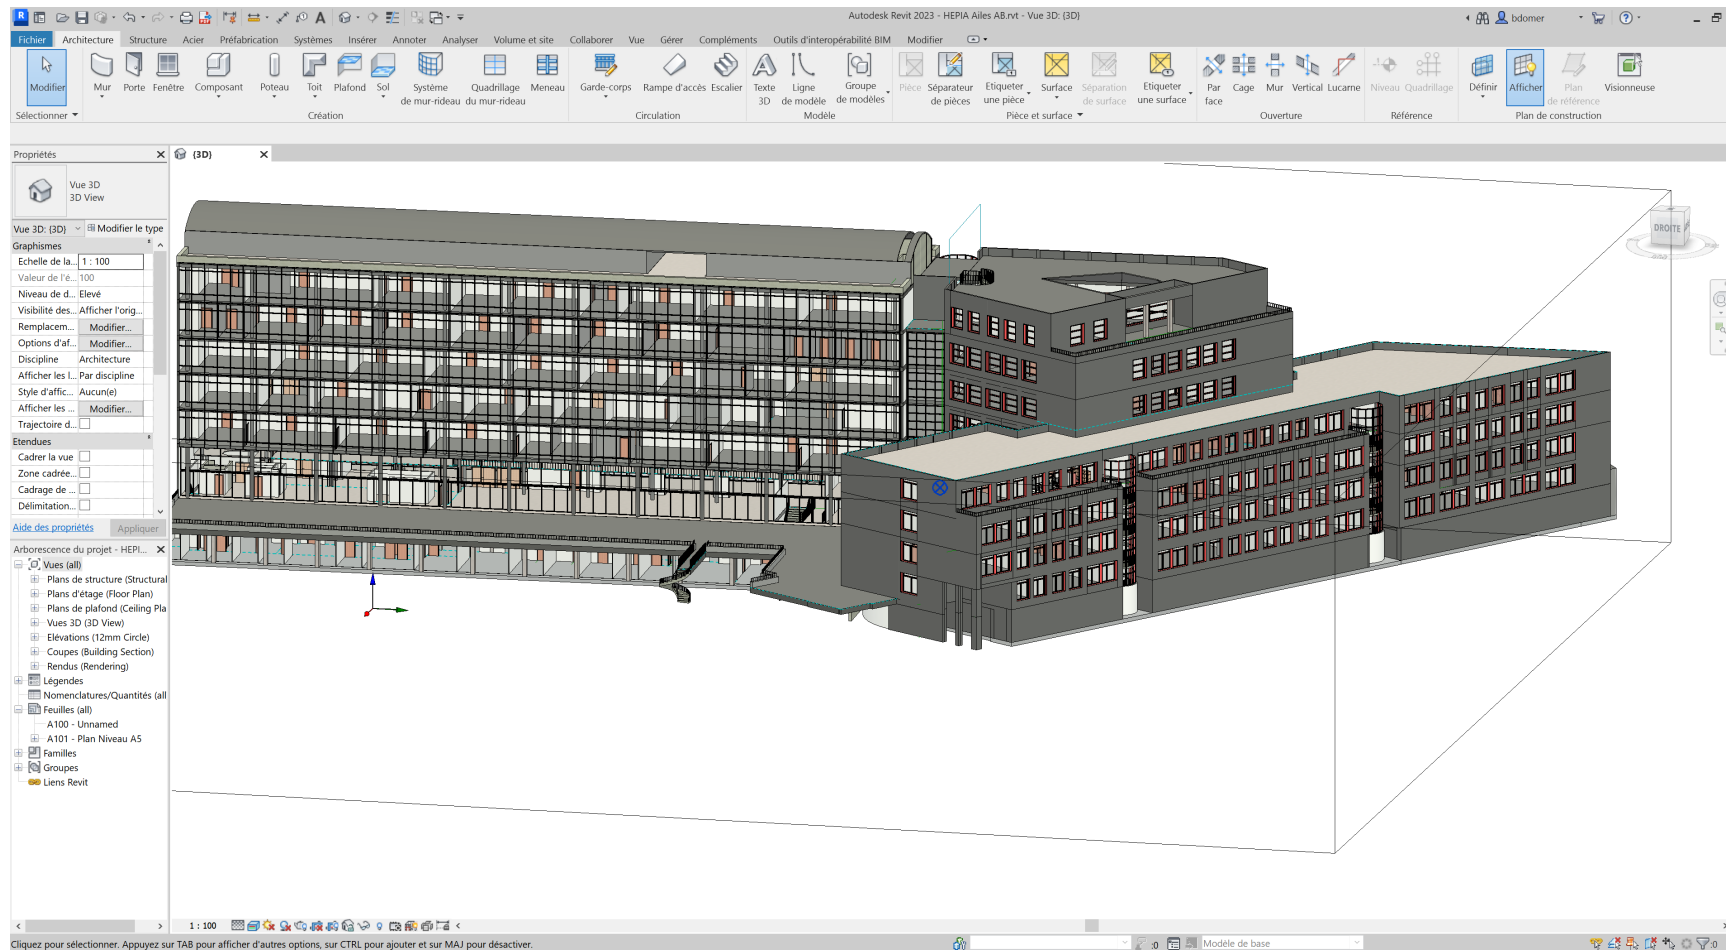 Autodesk Revit 2023 - HEPIA Ailes AB.rvt - Vue 3D: {3D}
bdomer
Fichier Architecture Structure Acier Préfabrication Systèmes Insérer Annoter Analyser Volume et site Collaborer Vue Gérer Compléments Outils d'interopérabilité BIM Modifier
Modifier
Mur Porte Fenêtre Composant Poteau Toit Plafond Sol Système de mur-rideau Quadrillage du mur-rideau Meneau
Garde-corps Rampe d'accès Escalier
Texte 3D Ligne de modèle Groupe de modèles
Pièce Séparateur de pièces Etiqueter une pièce Surface Séparation de surface Etiqueter une surface
Par face Cage Mur Vertical Lucarne
Niveau Quadrillage
Définir Afficher Plan de référence Visionneuse
Sélectionner Création Circulation Modèle Pièce et surface Ouverture Référence Plan de construction
Propriétés
{3D}
Vue 3D
3D View
Vue 3D: {3D} Modifier le type
Graphismes
Echelle de la... 1 : 100
Valeur de l'é... 100
Niveau de d... Elevé
Visibilité des... Afficher l'orig...
Remplacem... Modifier...
Options d'af... Modifier...
Discipline Architecture
Afficher les l... Par discipline
Style d'affic... Aucun(e)
Afficher les ... Modifier...
Trajectoire d...
Etendues
Cadrer la vue
Zone cadrée...
Cadrage de ...
Délimitation...
Aide des propriétés Appliquer
Arborescence du projet - HEPI...
Vues (all)
Plans de structure (Structural
Plans d'étage (Floor Plan)
Plans de plafond (Ceiling Pla
Vues 3D (3D View)
Elévations (12mm Circle)
Coupes (Building Section)
Rendus (Rendering)
Légendes
Nomenclatures/Quantités (all
Feuilles (all)
A100 - Unnamed
A101 - Plan Niveau A5
Familles
Groupes
Liens Revit
DROITE
1 : 100
Cliquez pour sélectionner. Appuyez sur TAB pour afficher d'autres options, sur CTRL pour ajouter et sur MAJ pour désactiver.
:0
Modèle de base
:0